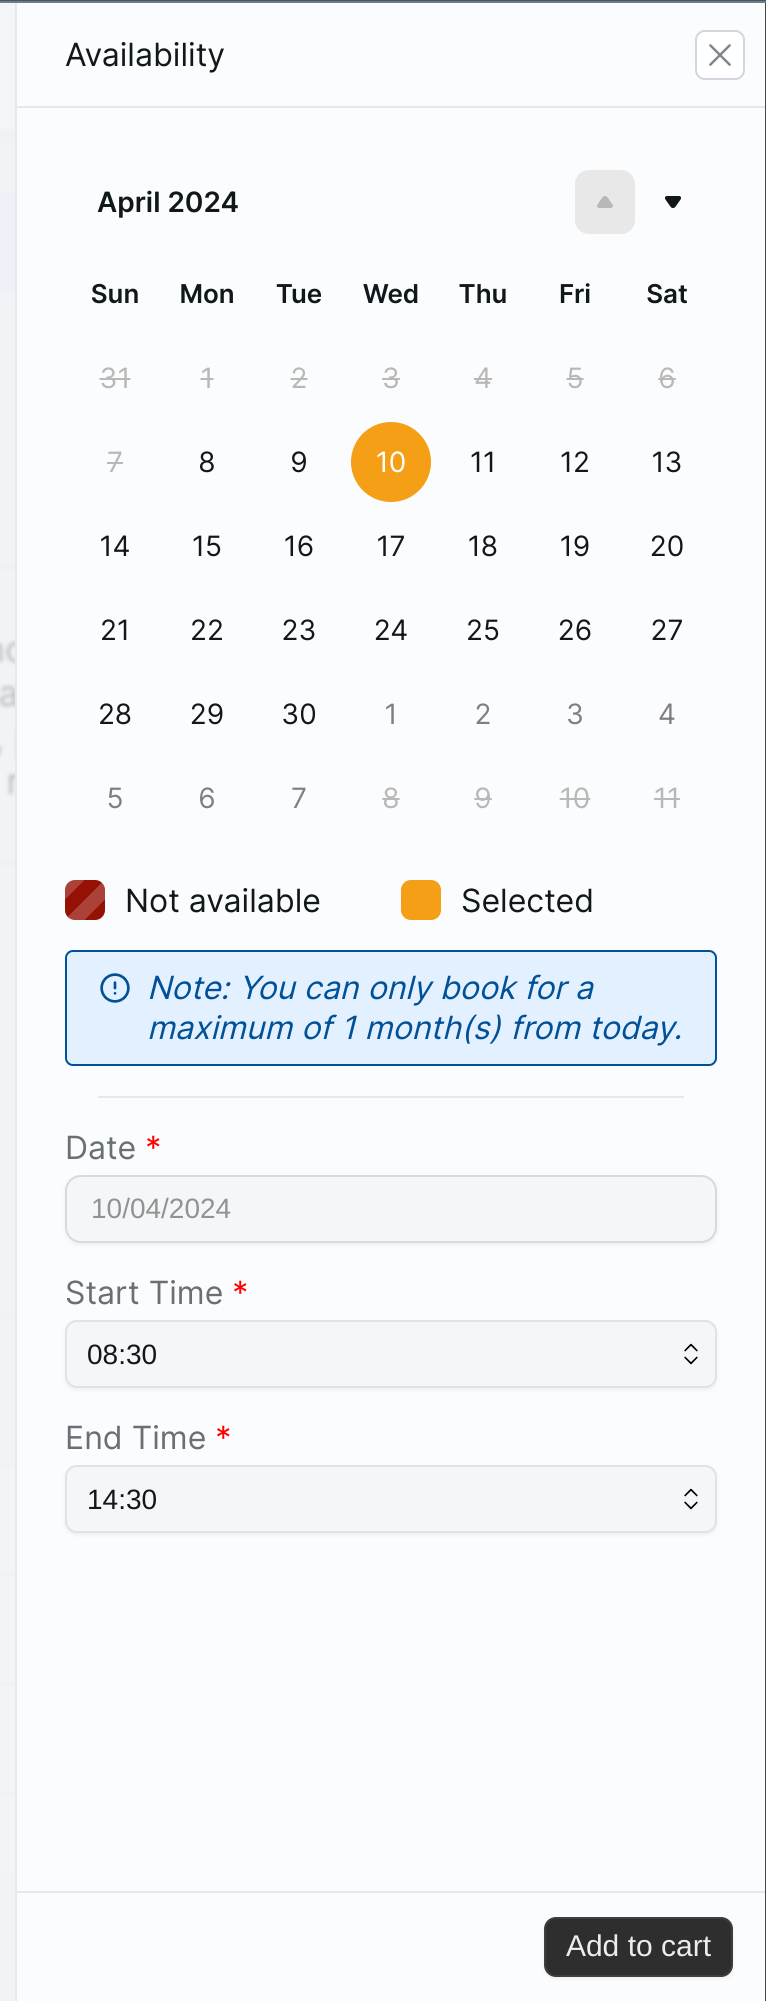 Availability
April 2024
Sun Mon Tue Wed Thu Fri Sat
31 1 2 3 4 5 6
7 8 9 10 11 12 13
14 15 16 17 18 19 20
21 22 23 24 25 26 27
28 29 30 1 2 3 4
5 6 7 8 9 10 11
Not available Selected
Note: You can only book for a
maximum of 1 month(s) from today.
Date *
10/04/2024
Start Time *
08:30
End Time *
14:30
Add to cart